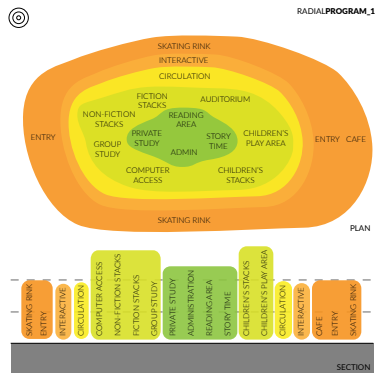 RADIALPROGRAM_1
SKATING RINK
INTERACTIVE
CIRCULATION
FICTION
STACKS
AUDITORIUM
NON-FICTION
STACKS
READING
AREA
ENTRY
PRIVATE
STUDY
STORY
TIME
CHILDREN'S
PLAY AREA
ENTRY CAFE
GROUP
STUDY
ADMIN
COMPUTER
ACCESS
CHILDREN'S
STACKS
SKATING RINK
PLAN
SKATING RINK
ENTRY
INTERACTIVE
CIRCULATION
COMPUTER ACCESS
NON-FICTION STACKS
FICTION STACKS
GROUP STUDY
PRIVATE STUDY
ADMINISTRATION
READING AREA
STORY TIME
CHILDREN'S STACKS
CHILDREN'S PLAY AREA
CIRCULATION
INTERACTIVE
CAFE
ENTRY
SKATING RINK
SECTION